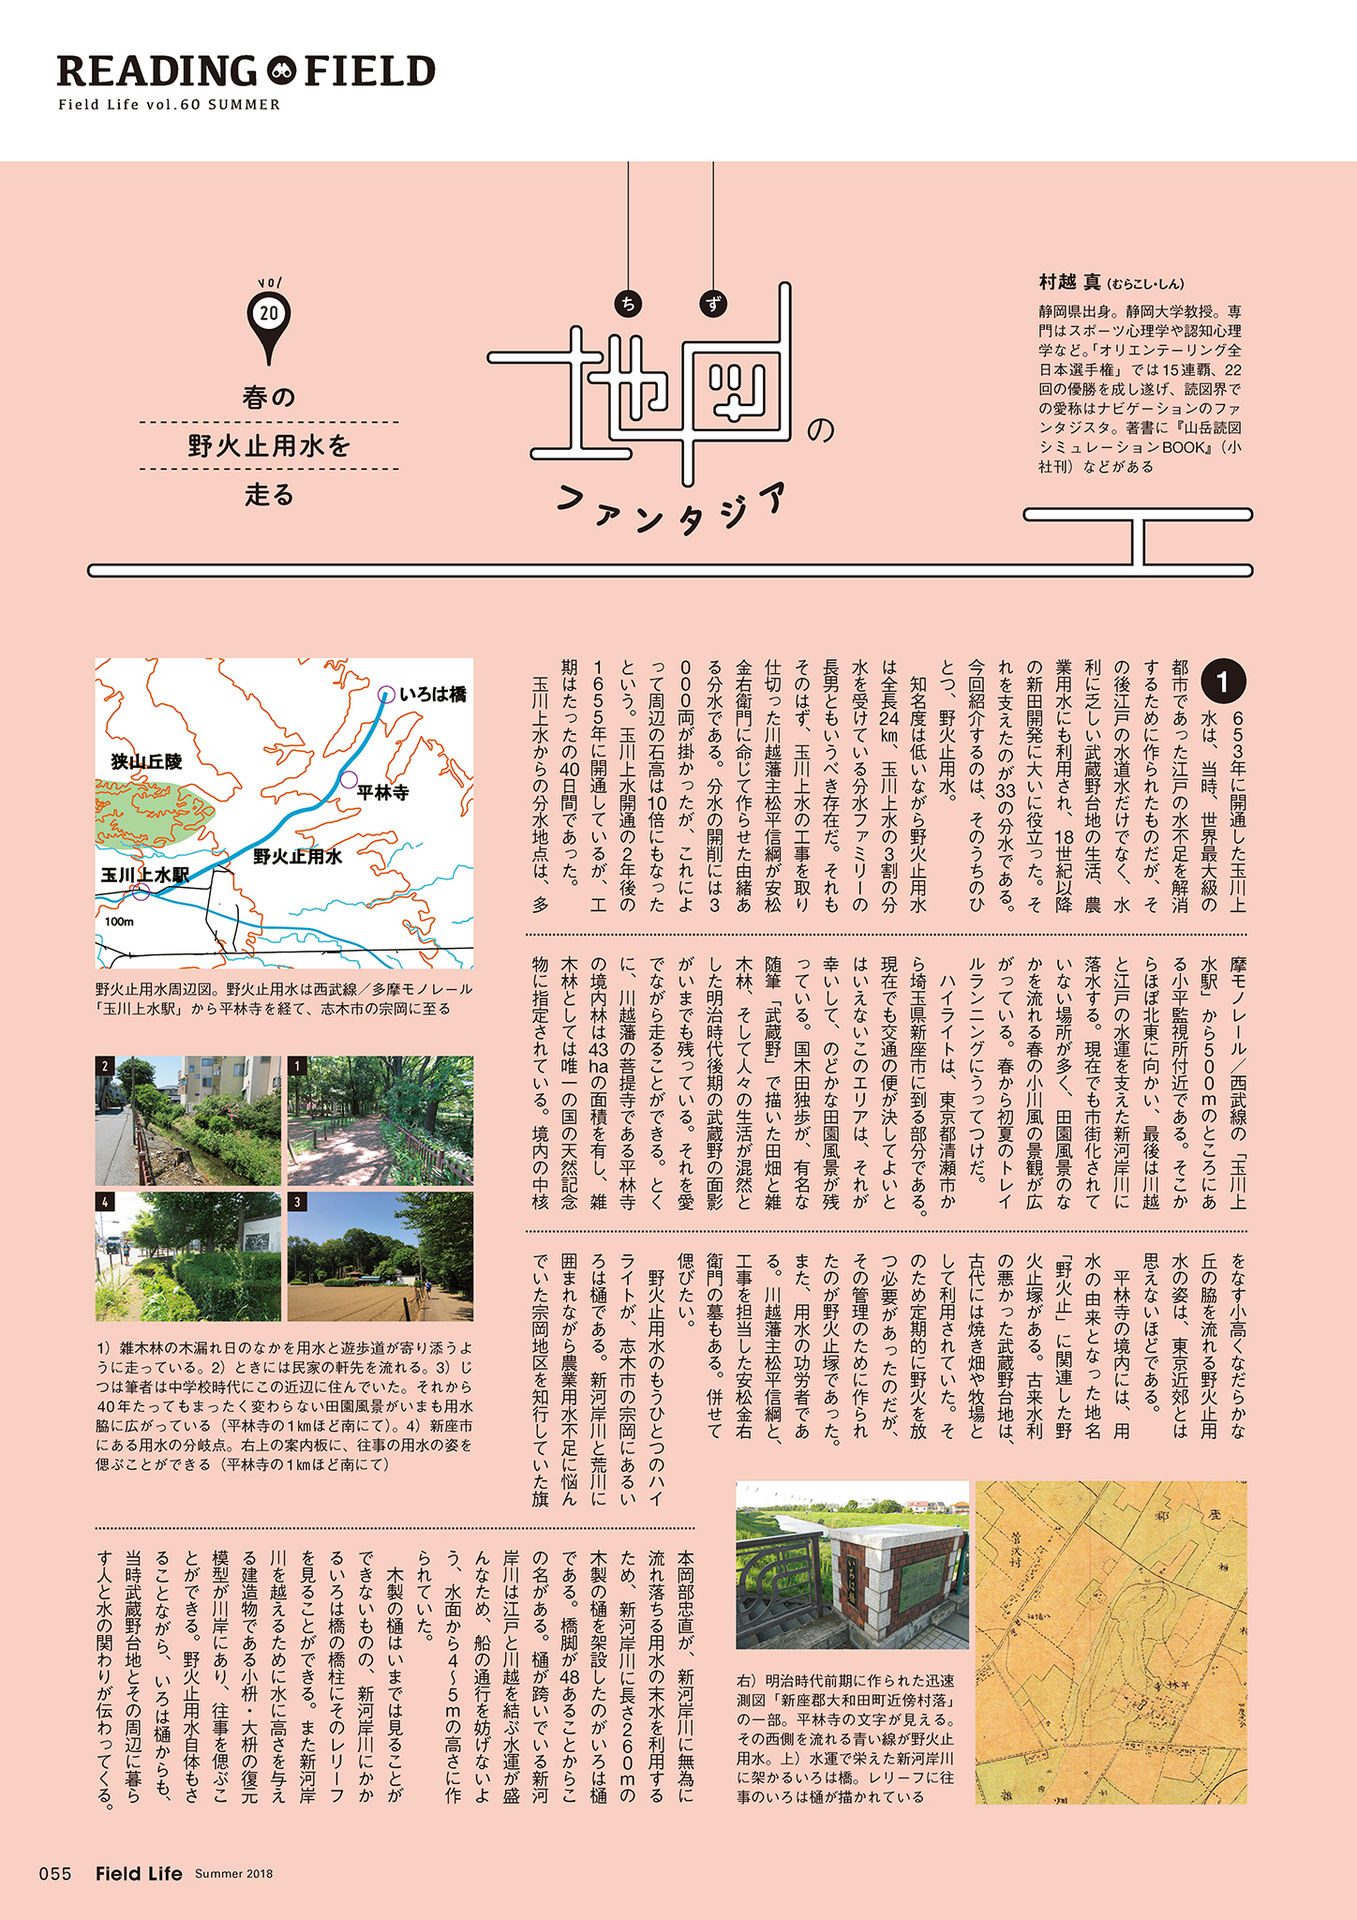 READING FIELD
Field Life vol.60 SUMMER
vol
20
春の
野火止用水を
走る
ち
ず
地図の
ファンタジア
村越 真（むらこし・しん）
静岡県出身。静岡大学教授。専
門はスポーツ心理学や認知心理
学など。「オリエンテーリング全
日本選手権」では15連覇、22
回の優勝を成し遂げ、読図界で
の愛称はナビゲーションのファ
ンタジスタ。著書に『山岳読図
シミュレーションBOOK』（小
社刊）などがある
1
653年に開通した玉川上
水は、当時、世界最大級の
都市であった江戸の水不足を解消
するために作られたものだが、そ
の後江戸の水道水だけでなく、水
利に乏しい武蔵野台地の生活、農
業用水にも利用され、18世紀以降
の新田開発に大いに役立った。そ
れを支えたのが33の分水である。
今回紹介するのは、そのうちのひ
とつ、野火止用水。
知名度は低いながら野火止用水
は全長24㎞、玉川上水の3割の分
水を受けている分水ファミリーの
長男ともいうべき存在だ。それも
そのはず、玉川上水の工事を取り
仕切った川越藩主松平信綱が安松
金右衛門に命じて作らせた由緒あ
る分水である。分水の開削には3
000両が掛かったが、これによ
って周辺の石高は10倍にもなった
という。玉川上水開通の2年後の
1655年に開通しているが、工
期はたったの40日間であった。
玉川上水からの分水地点は、多
摩モノレール／西武線の「玉川上
水駅」から500mのところにあ
る小平監視所付近である。そこか
らほぼ北東に向かい、最後は川越
と江戸の水運を支えた新河岸川に
落水する。現在でも市街化されて
いない場所が多く、田園風景のな
かを流れる春の小川風の景観が広
がっている。春から初夏のトレイ
ルランニングにうってつけだ。
ハイライトは、東京都清瀬市か
ら埼玉県新座市に到る部分である。
現在でも交通の便が決してよいと
はいえないこのエリアは、それが
幸いして、のどかな田園風景が残
っている。国木田独歩が、有名な
随筆「武蔵野」で描いた田畑と雑
木林、そして人々の生活が混然と
した明治時代後期の武蔵野の面影
がいまでも残っている。それを愛
でながら走ることができる。とく
に、川越藩の菩提寺である平林寺
の境内林は43haの面積を有し、雑
木林としては唯一の国の天然記念
物に指定されている。境内の中核
をなす小高くなだらかな
丘の脇を流れる野火止用
水の姿は、東京近郊とは
思えないほどである。
平林寺の境内には、用
水の由来となった地名
「野火止」に関連した野
火止塚がある。古来水利
の悪かった武蔵野台地は、
古代には焼き畑や牧場と
して利用されていた。そ
のため定期的に野火を放
つ必要があったのだが、
その管理のために作られ
たのが野火止塚であった。
また、用水の功労者であ
る。川越藩主松平信綱と、
工事を担当した安松金右
衛門の墓もある。併せて
偲びたい。
野火止用水のもうひとつのハイ
ライトが、志木市の宗岡にあるい
ろは樋である。新河岸川と荒川に
囲まれながら農業用水不足に悩ん
でいた宗岡地区を知行していた旗
本岡部忠直が、新河岸川に無為に
流れ落ちる用水の末水を利用する
ため、新河岸川に長さ260mの
木製の樋を架設したのがいろは樋
である。橋脚が48あることからこ
の名がある。樋が跨いでいる新河
岸川は江戸と川越を結ぶ水運が盛
んなため、船の通行を妨げないよ
う、水面から4〜5mの高さに作
られていた。
木製の樋はいまでは見ることが
できないものの、新河岸川にかか
るいろは橋の橋柱にそのレリーフ
を見ることができる。また新河岸
川を越えるために水に高さを与え
る建造物である小枡・大枡の復元
模型が川岸にあり、往事を偲ぶこ
とができる。野火止用水自体もさ
ることながら、いろは樋からも、
当時武蔵野台地とその周辺に暮ら
す人と水の関わりが伝わってくる。
いろは橋
狭山丘陵
平林寺
野火止用水
玉川上水駅
100m
野火止用水周辺図。野火止用水は西武線／多摩モノレール
「玉川上水駅」から平林寺を経て、志木市の宗岡に至る
2
1
4
3
1）雑木林の木漏れ日のなかを用水と遊歩道が寄り添うよ
うに走っている。2）ときには民家の軒先を流れる。3）じ
つは筆者は中学校時代にこの近辺に住んでいた。それから
40年たってもまったく変わらない田園風景がいまも用水
脇に広がっている（平林寺の1㎞ほど南にて）。4）新座市
にある用水の分岐点。右上の案内板に、往事の用水の姿を
偲ぶことができる（平林寺の1㎞ほど南にて）
菅沢村
座
郡
平林寺
畑
右）明治時代前期に作られた迅速
測図「新座郡大和田町近傍村落」
の一部。平林寺の文字が見える。
その西側を流れる青い線が野火止
用水。上）水運で栄えた新河岸川
に架かるいろは橋。レリーフに往
事のいろは樋が描かれている
055 Field Life Summer 2018